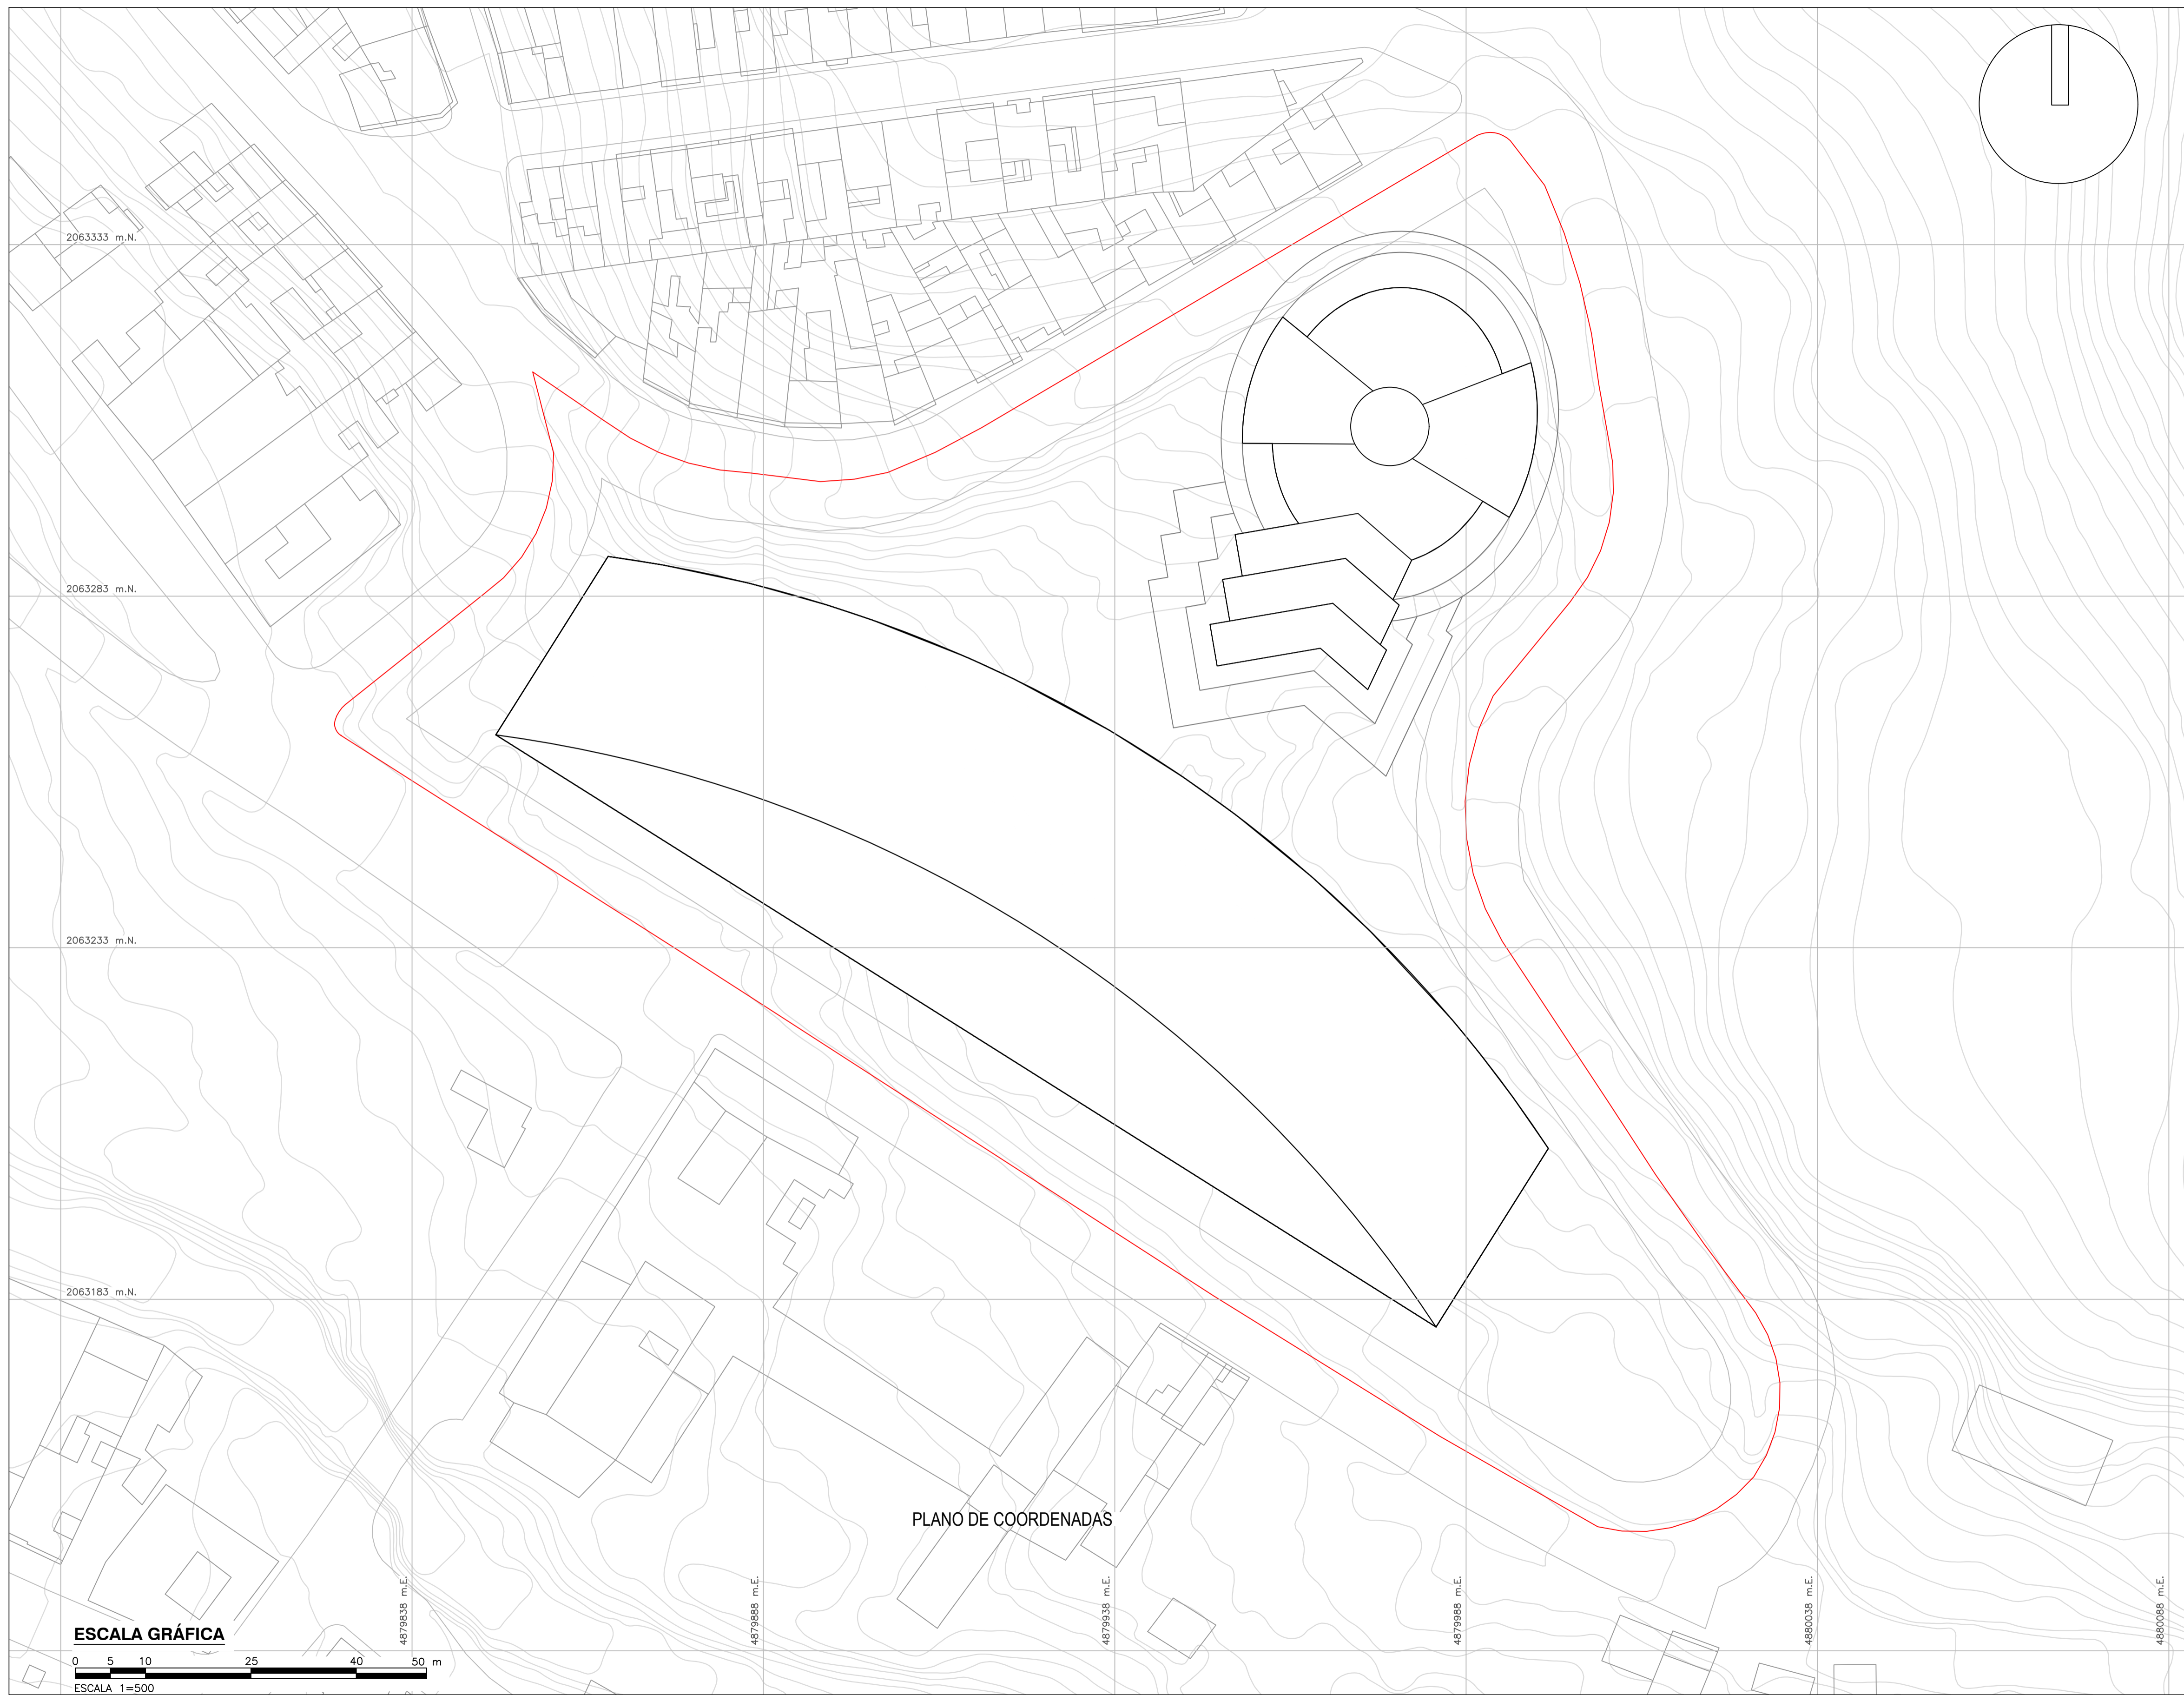 2063333 m.N.
2063283 m.N.
2063233 m.N.
2063183 m.N.
PLANO DE COORDENADAS
4879838 m.E.
4879888 m.E.
4879938 m.E.
4879988 m.E.
4880038 m.E.
4880088 m.E.
ESCALA GRÁFICA
0 5 10 25 40 50 m
ESCALA 1=500